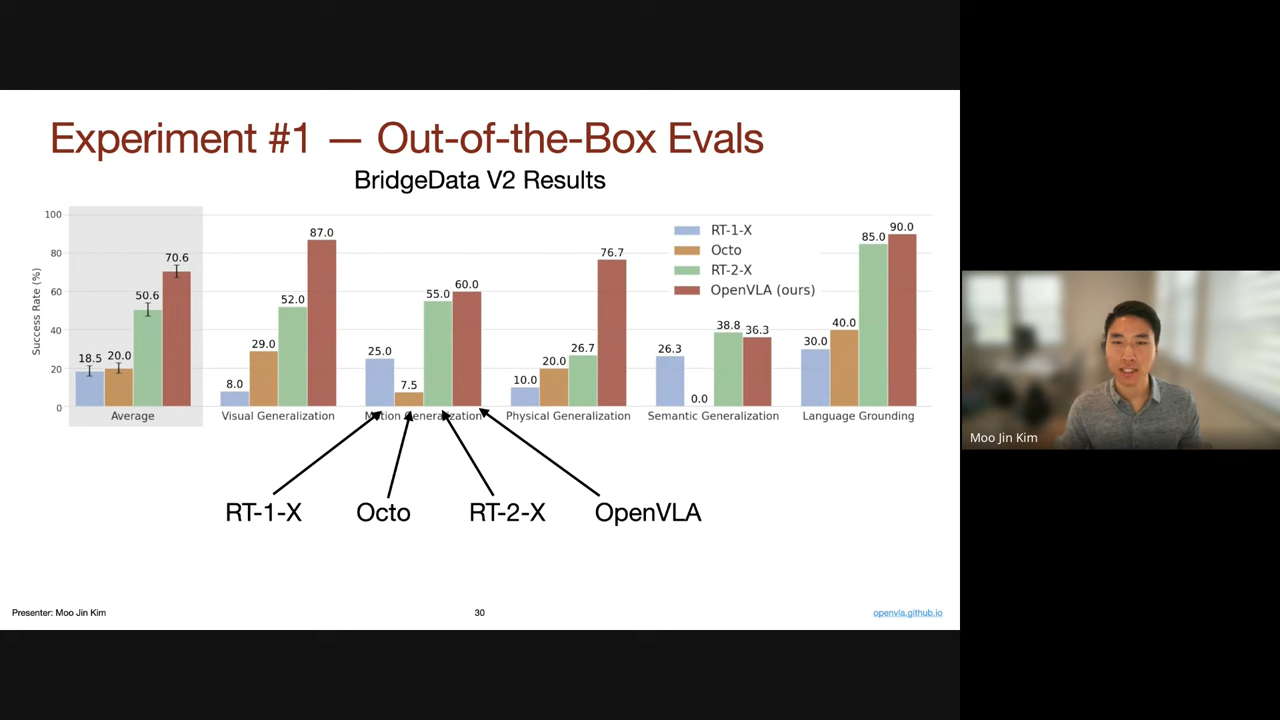 Experiment #1 — Out-of-the-Box Evals
BridgeData V2 Results
Success Rate (%)
100
80
60
40
20
0
18.5
20.0
50.6
70.6
Average
8.0
29.0
52.0
87.0
Visual Generalization
25.0
7.5
55.0
60.0
Motion Generalization
10.0
20.0
26.7
76.7
Physical Generalization
26.3
0.0
38.8
36.3
Semantic Generalization
30.0
40.0
85.0
90.0
Language Grounding
RT-1-X
Octo
RT-2-X
OpenVLA (ours)
RT-1-X
Octo
RT-2-X
OpenVLA
Presenter: Moo Jin Kim
30
openvla.github.io
Moo Jin Kim